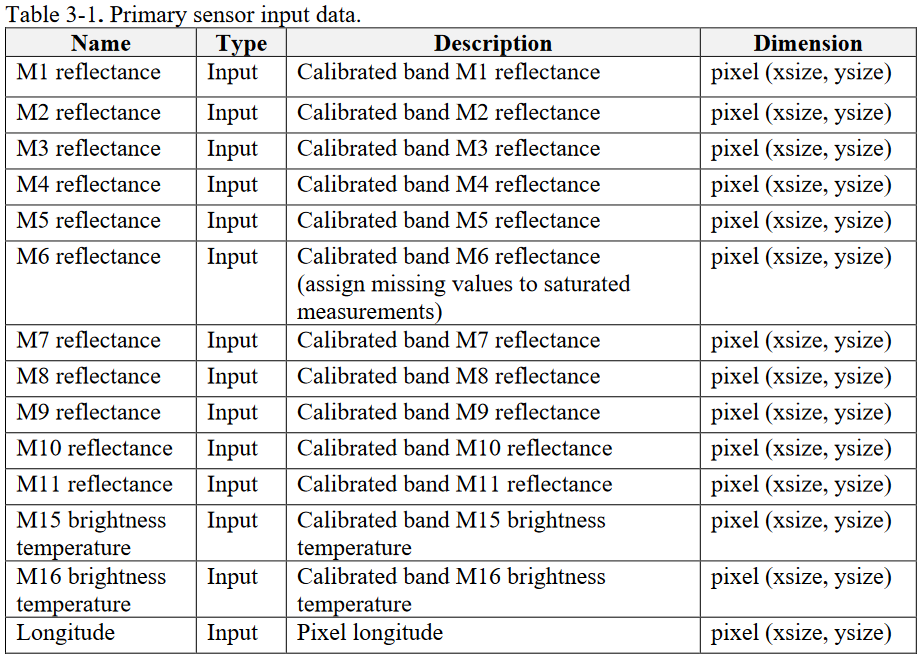 Table 3-1. Primary sensor input data.
Name Type Description Dimension
M1 reflectance Input Calibrated band M1 reflectance pixel (xsize, ysize)
M2 reflectance Input Calibrated band M2 reflectance pixel (xsize, ysize)
M3 reflectance Input Calibrated band M3 reflectance pixel (xsize, ysize)
M4 reflectance Input Calibrated band M4 reflectance pixel (xsize, ysize)
M5 reflectance Input Calibrated band M5 reflectance pixel (xsize, ysize)
M6 reflectance Input Calibrated band M6 reflectance pixel (xsize, ysize)
(assign missing values to saturated
measurements)
M7 reflectance Input Calibrated band M7 reflectance pixel (xsize, ysize)
M8 reflectance Input Calibrated band M8 reflectance pixel (xsize, ysize)
M9 reflectance Input Calibrated band M9 reflectance pixel (xsize, ysize)
M10 reflectance Input Calibrated band M10 reflectance pixel (xsize, ysize)
M11 reflectance Input Calibrated band M11 reflectance pixel (xsize, ysize)
M15 brightness Input Calibrated band M15 brightness pixel (xsize, ysize)
temperature temperature
M16 brightness Input Calibrated band M16 brightness pixel (xsize, ysize)
temperature temperature
Longitude Input Pixel longitude pixel (xsize, ysize)